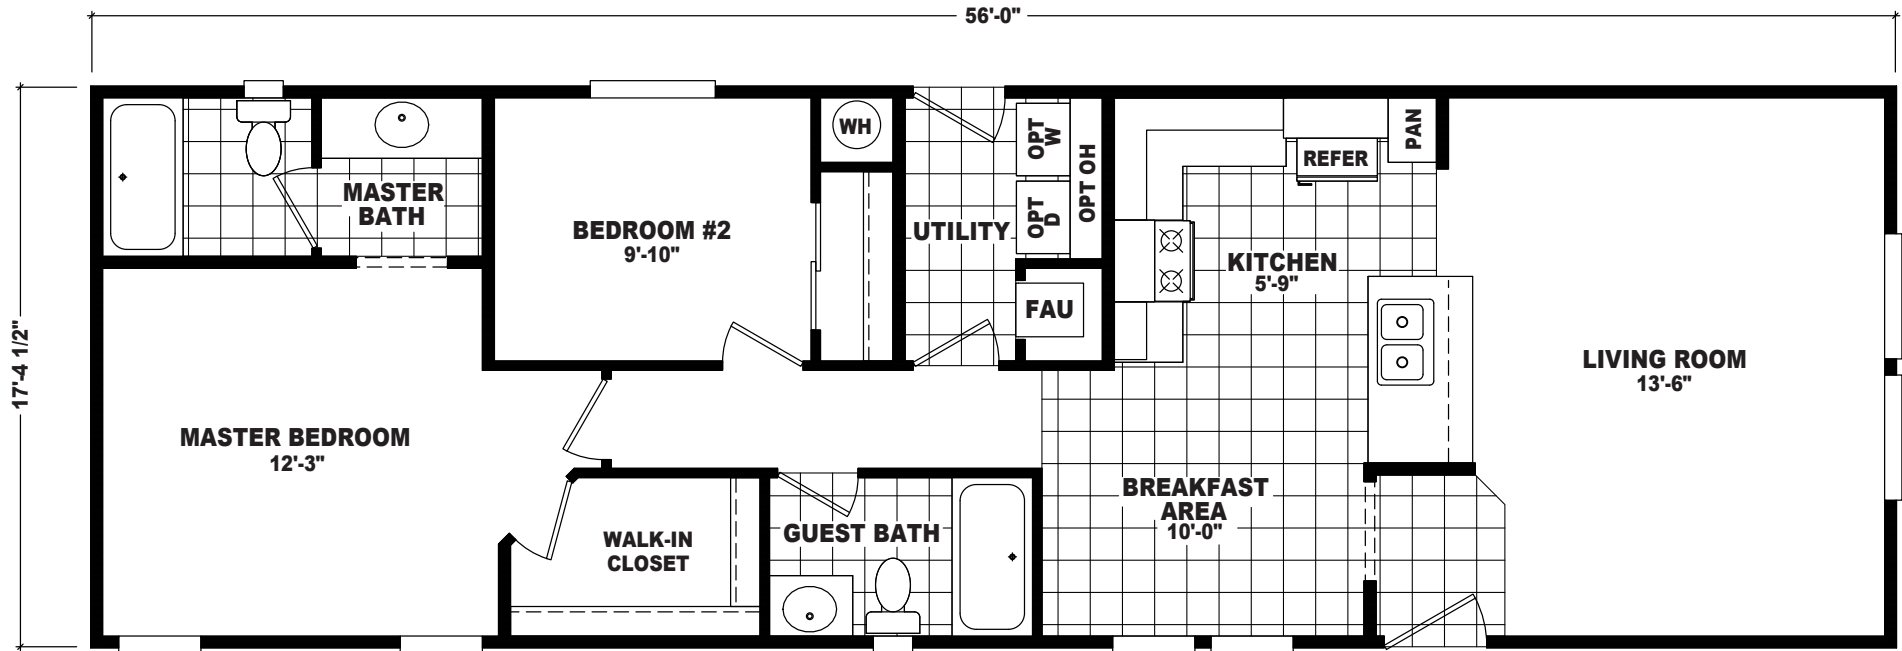 56'-0"
17'-4 1/2"
MASTER
BATH
BEDROOM #2
9'-10"
WH
UTILITY
OPT
W
OPT
D
OPT OH
FAU
PAN
REFER
KITCHEN
5'-9"
LIVING ROOM
13'-6"
MASTER BEDROOM
12'-3"
WALK-IN
CLOSET
GUEST BATH
BREAKFAST
AREA
10'-0"